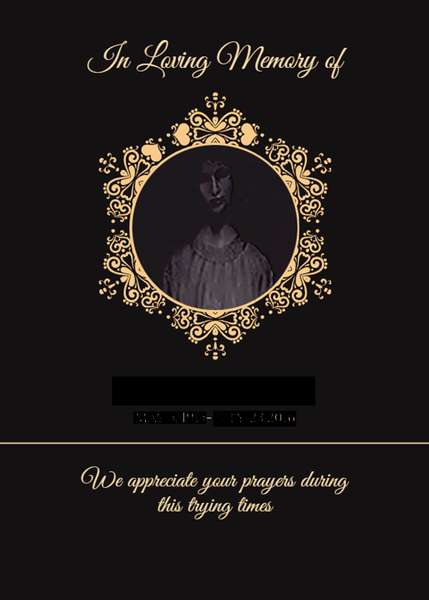 In Loving Memory of
We appreciate your prayers during
this trying times